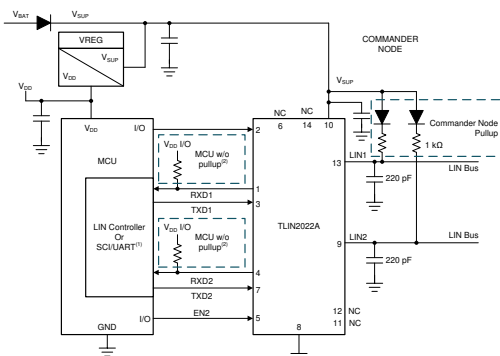 VBAT
VSUP
VREG
VSUP
VDD
VDD
COMMANDER
NODE
VSUP
VDD
I/O
MCU
LIN Controller
Or
SCI/UART(1)
VDD I/O
MCU w/o
pullup(2)
RXD1
TXD1
VDD I/O
MCU w/o
pullup(2)
RXD2
TXD2
I/O
EN2
GND
NC
NC
6
14
10
2
1
3
4
7
5
8
TLIN2022A
13
9
12
NC
11
NC
LIN1
LIN2
Commander Node
Pullup
1 kΩ
LIN Bus
220 pF
LIN Bus
220 pF